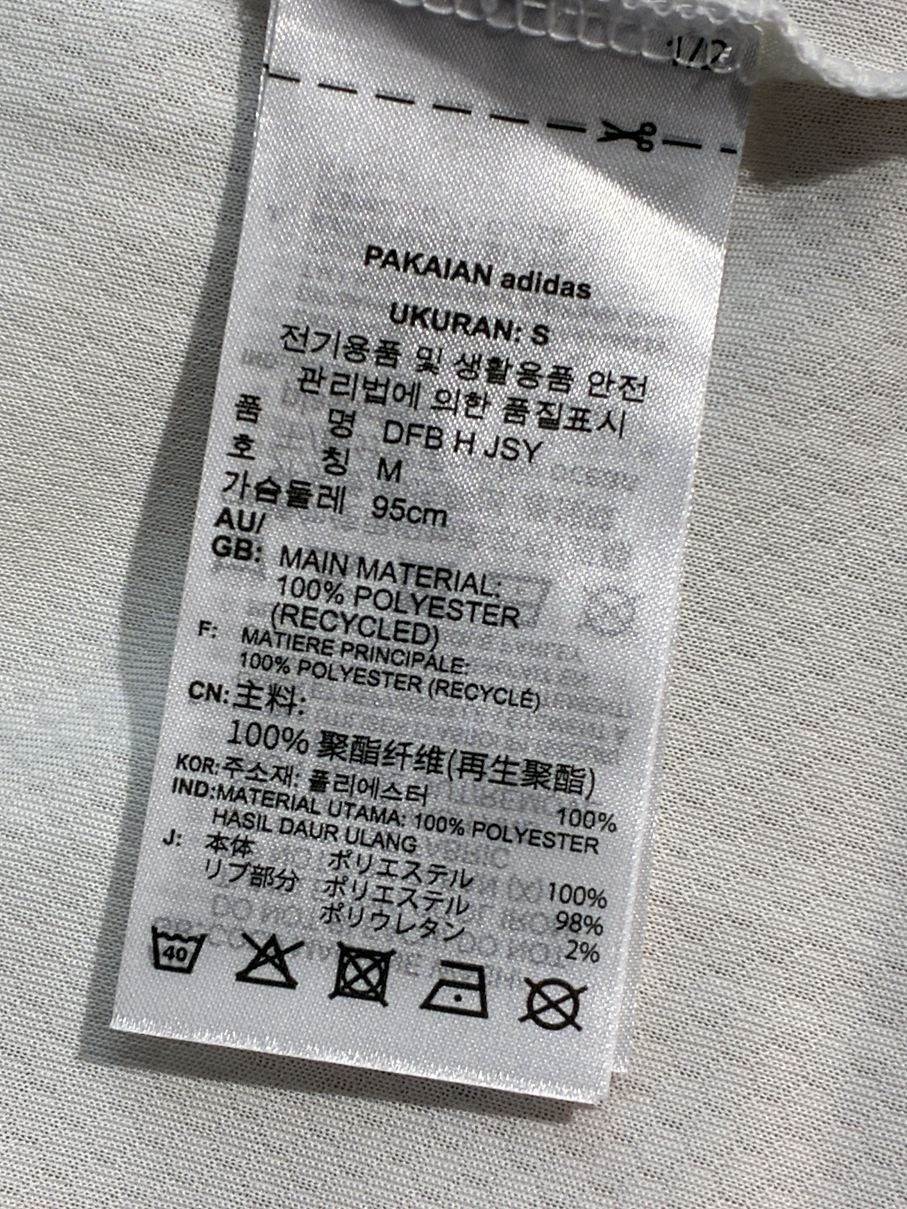 1/2
PAKAIAN adidas
UKURAN: S
전기용품 및 생활용품 안전
관리법에 의한 품질표시
품 명 DFB H JSY
호 칭 M
가슴둘레 95cm
AU/
GB: MAIN MATERIAL:
100% POLYESTER
(RECYCLED)
F: MATIERE PRINCIPALE:
100% POLYESTER (RECYCLÉ)
CN: 主料:
100% 聚酯纤维(再生聚酯)
KOR: 주소재: 폴리에스터 100%
IND:MATERIAL UTAMA: 100% POLYESTER
HASIL DAUR ULANG
J: 本体 ポリエステル 100%
リブ部分 ポリエステル 98%
ポリウレタン 2%
40